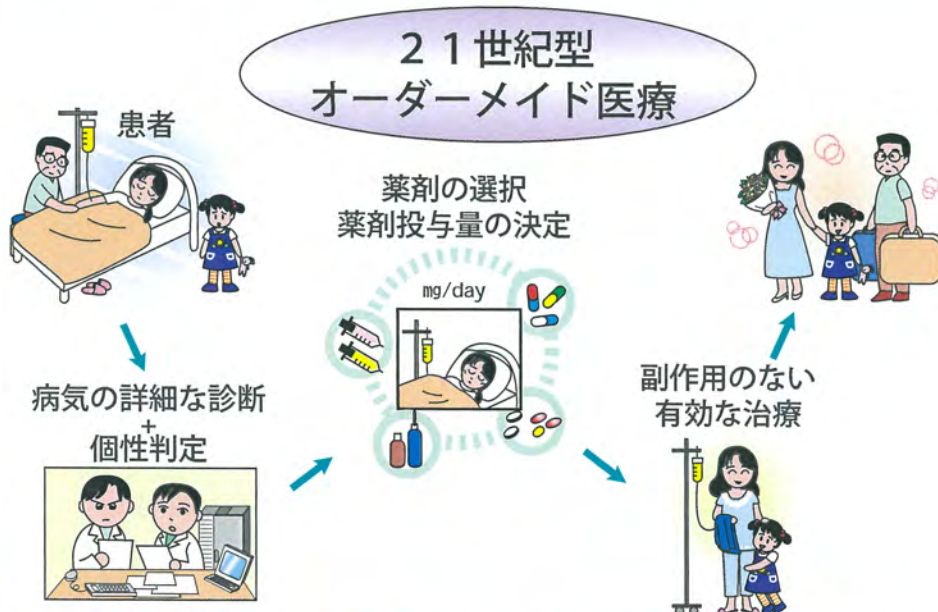 ２１世紀型
オーダーメイド医療
患者
薬剤の選択
薬剤投与量の決定
mg/day
病気の詳細な診断
+
個性判定
副作用のない
有効な治療